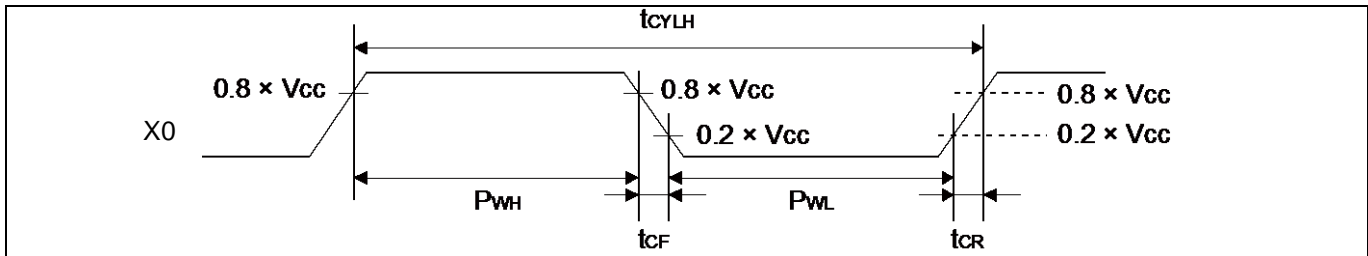 tCYLH
0.8 × Vcc
0.8 × Vcc
0.8 × Vcc
X0
0.2 × Vcc
0.2 × Vcc
PWH
PWL
tCF
tCR